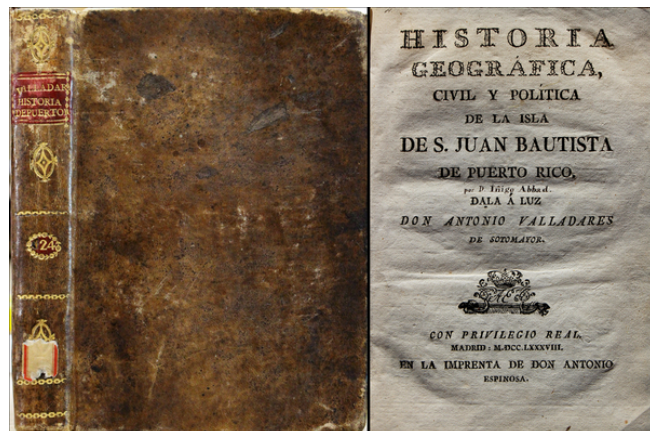 VALLADAR
HISTORIA
DEPUERTO
24
HISTORIA
GEOGRÁFICA,
CIVIL Y POLÍTICA
DE LA ISLA
DE S. JUAN BAUTISTA
DE PUERTO RICO,
por D. Iñigo Abbad.
DALA Á LUZ
DON ANTONIO VALLADARES
DE SOTOMAYOR.
CON PRIVILEGIO REAL.
MADRID : M.DCC.LXXXVIII.
EN LA IMPRENTA DE DON ANTONIO
ESPINOSA.